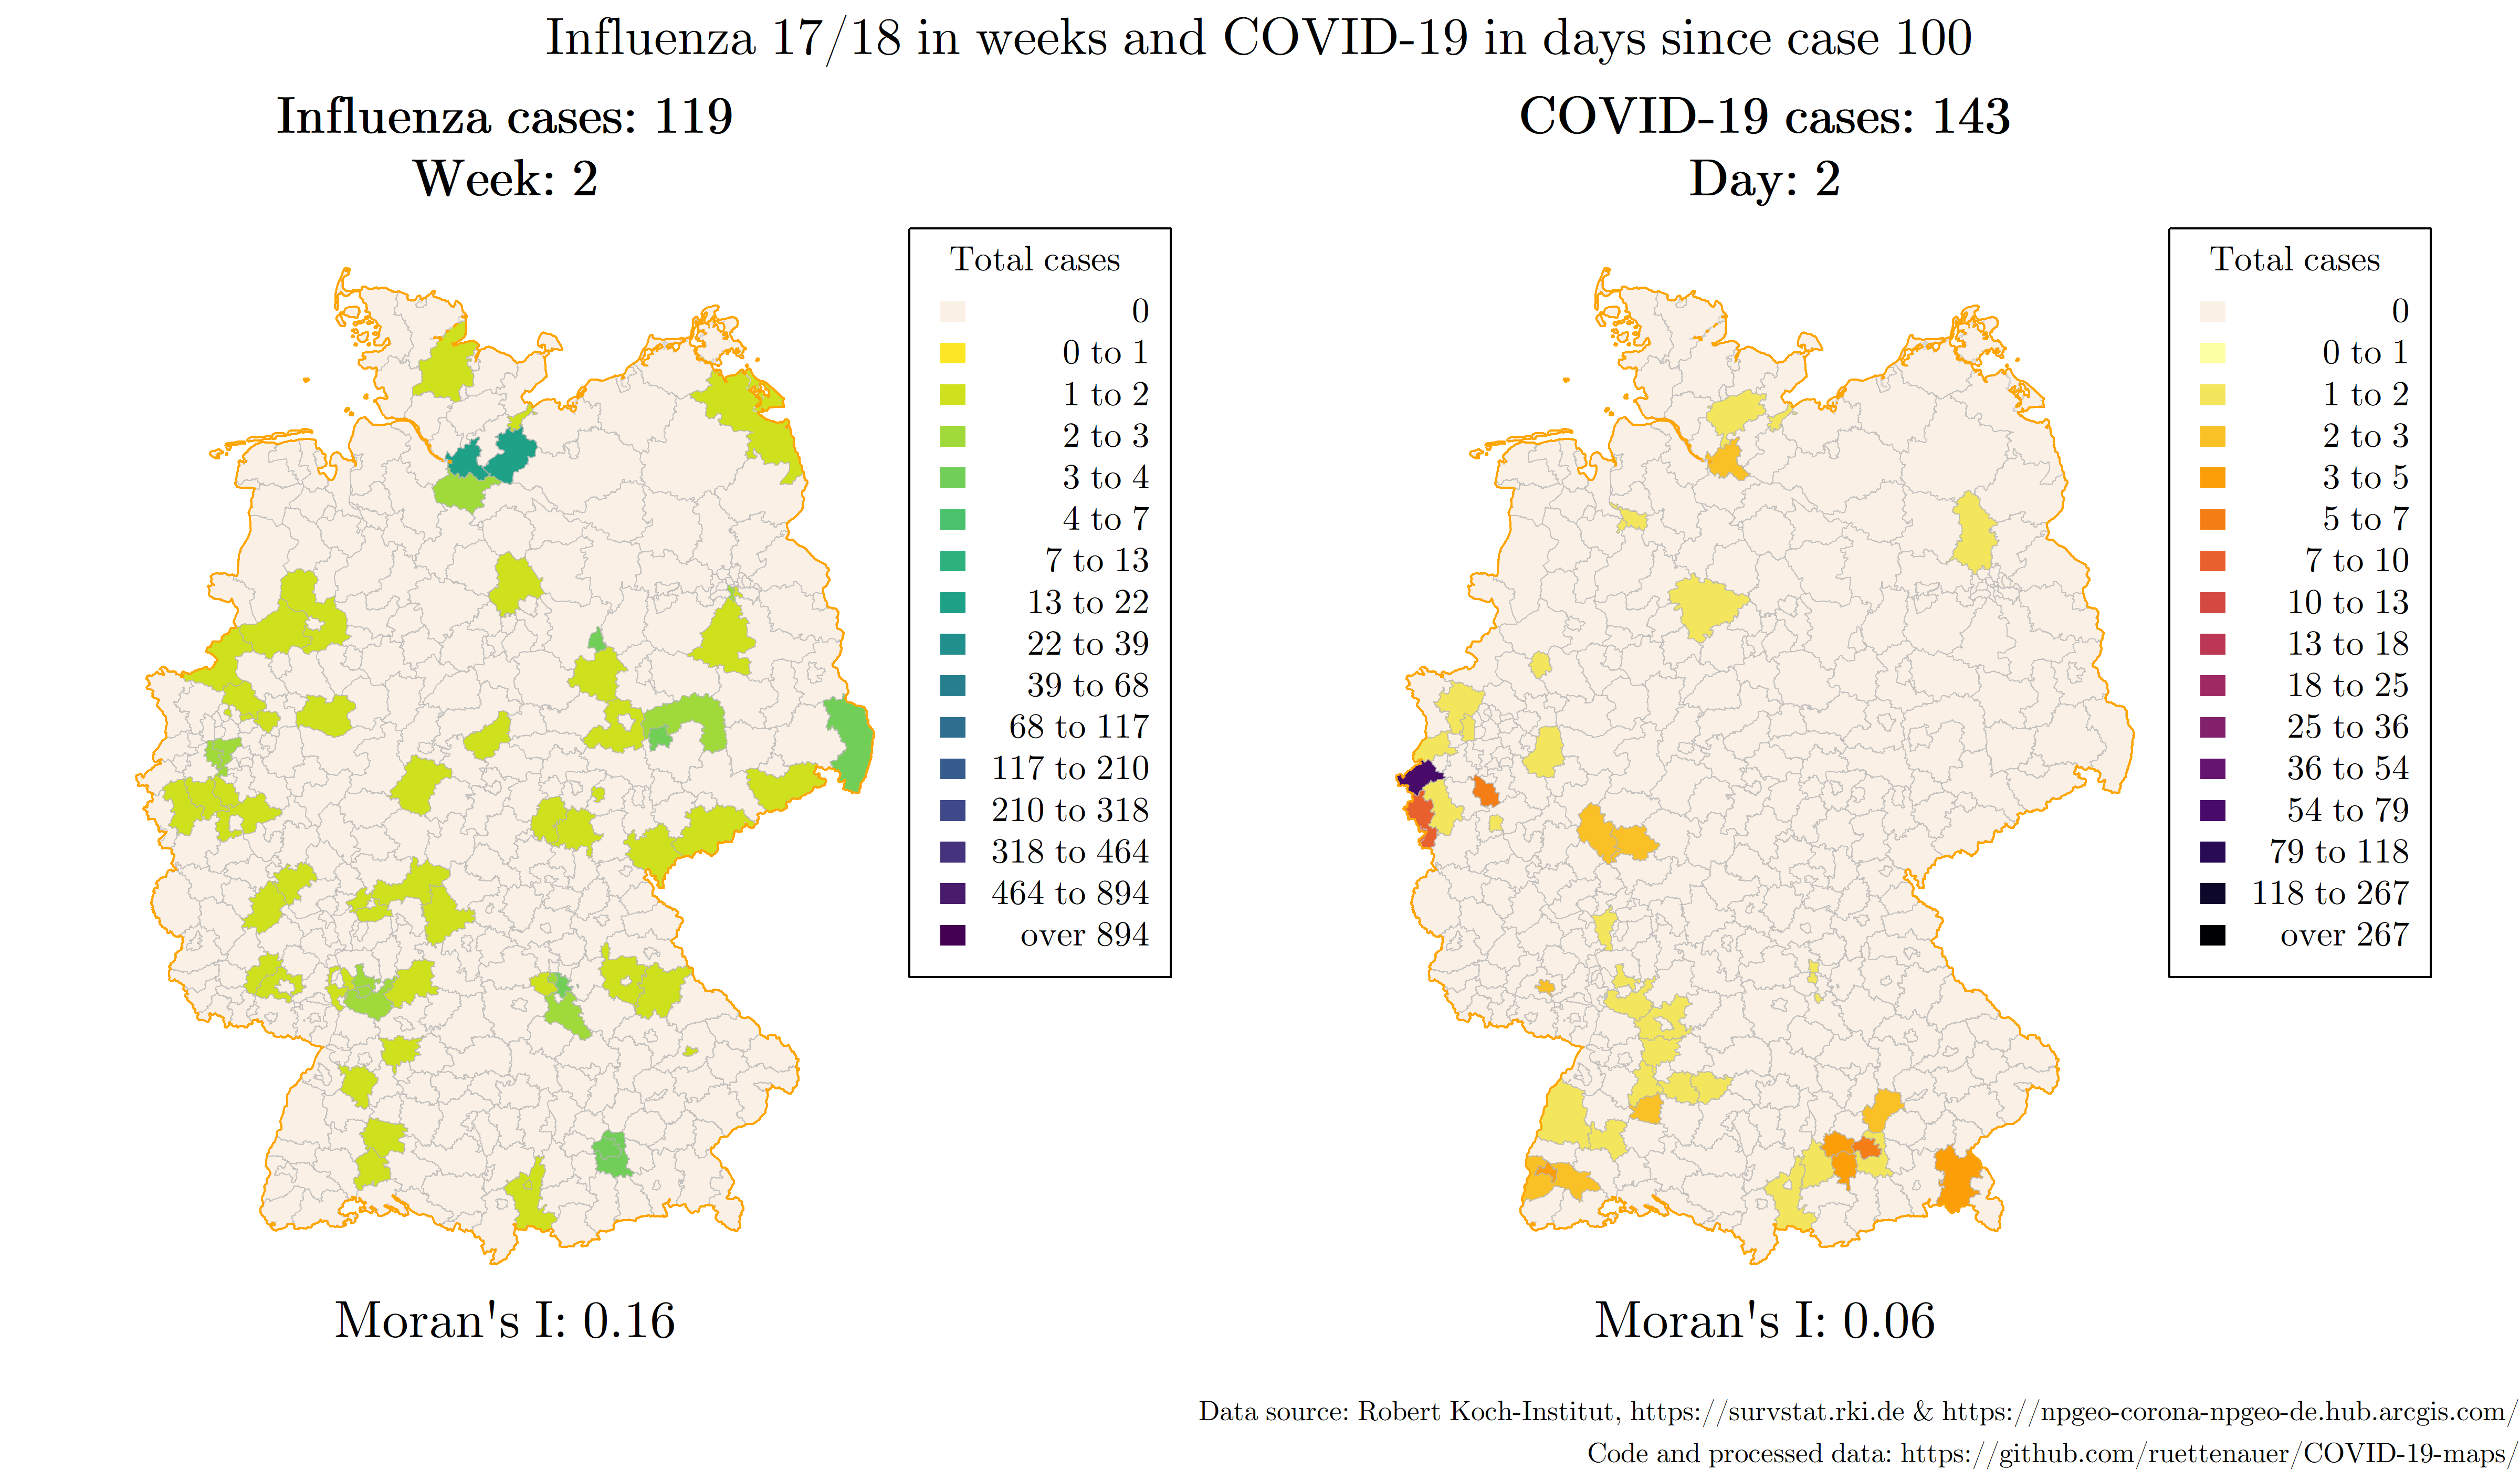 Influenza 17/18 in weeks and COVID-19 in days since case 100
Influenza cases: 119
Week: 2
Total cases
0
0 to 1
1 to 2
2 to 3
3 to 4
4 to 7
7 to 13
13 to 22
22 to 39
39 to 68
68 to 117
117 to 210
210 to 318
318 to 464
464 to 894
over 894
Moran's I: 0.16
COVID-19 cases: 143
Day: 2
Total cases
0
0 to 1
1 to 2
2 to 3
3 to 5
5 to 7
7 to 10
10 to 13
13 to 18
18 to 25
25 to 36
36 to 54
54 to 79
79 to 118
118 to 267
over 267
Moran's I: 0.06
Data source: Robert Koch-Institut, https://survstat.rki.de & https://npgeo-corona-npgeo-de.hub.arcgis.com/
Code and processed data: https://github.com/ruettenauer/COVID-19-maps/